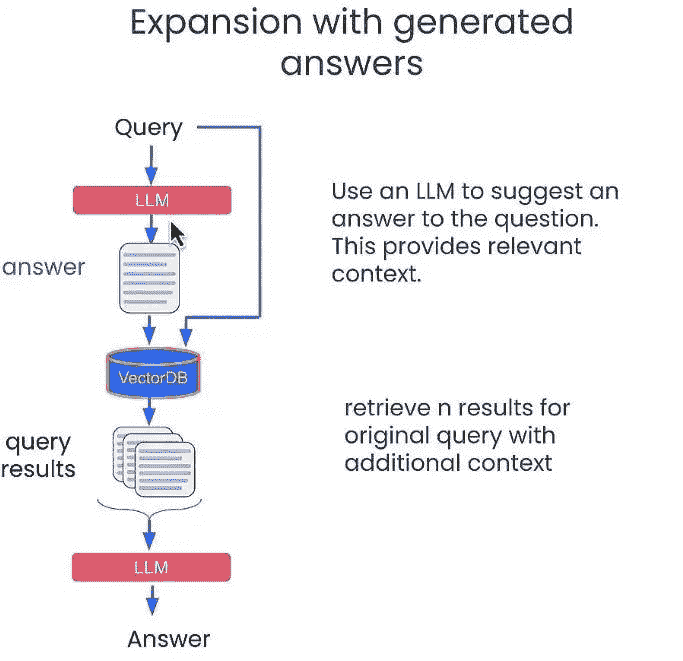 Expansion with generated
answers
Query
LLM
Use an LLM to suggest an
answer to the question.
This provides relevant
context.
answer
VectorDB
query
results
retrieve n results for
original query with
additional context
LLM
Answer